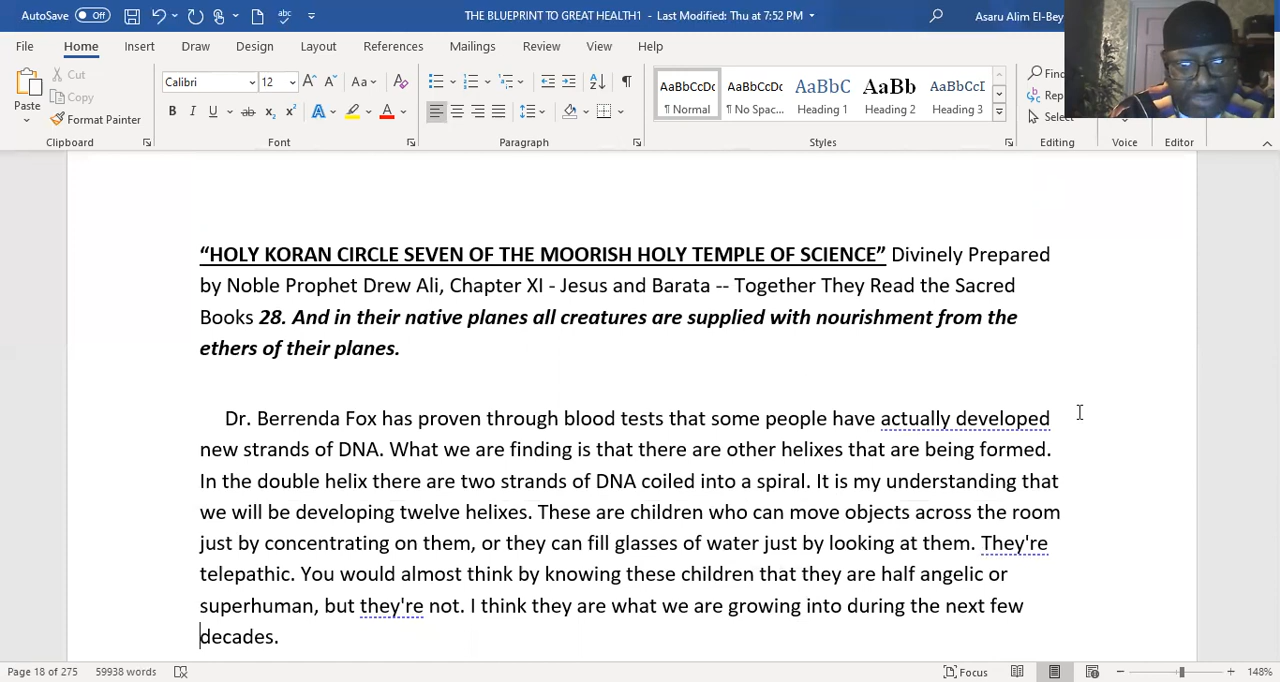 AutoSave Off THE BLUEPRINT TO GREAT HEALTH1 - Last Modified: Thu at 7:52 PM Asaru Alim El-Bey
File Home Insert Draw Design Layout References Mailings Review View Help
Cut
Copy
Paste
Format Painter
Calibri 12
Aa
B I U ab x₂ x² A A
AaBbCcDc AaBbCcDc AaBbC AaBb AaBbCcI
¶ Normal ¶ No Spac... Heading 1 Heading 2 Heading 3
Find
Rep
Select
Clipboard Font Paragraph Styles Editing Voice Editor
“HOLY KORAN CIRCLE SEVEN OF THE MOORISH HOLY TEMPLE OF SCIENCE” Divinely Prepared
by Noble Prophet Drew Ali, Chapter XI - Jesus and Barata -- Together They Read the Sacred
Books 28. And in their native planes all creatures are supplied with nourishment from the
ethers of their planes.
Dr. Berrenda Fox has proven through blood tests that some people have actually developed
new strands of DNA. What we are finding is that there are other helixes that are being formed.
In the double helix there are two strands of DNA coiled into a spiral. It is my understanding that
we will be developing twelve helixes. These are children who can move objects across the room
just by concentrating on them, or they can fill glasses of water just by looking at them. They're
telepathic. You would almost think by knowing these children that they are half angelic or
superhuman, but they're not. I think they are what we are growing into during the next few
decades.
Page 18 of 275 59938 words Focus 148%